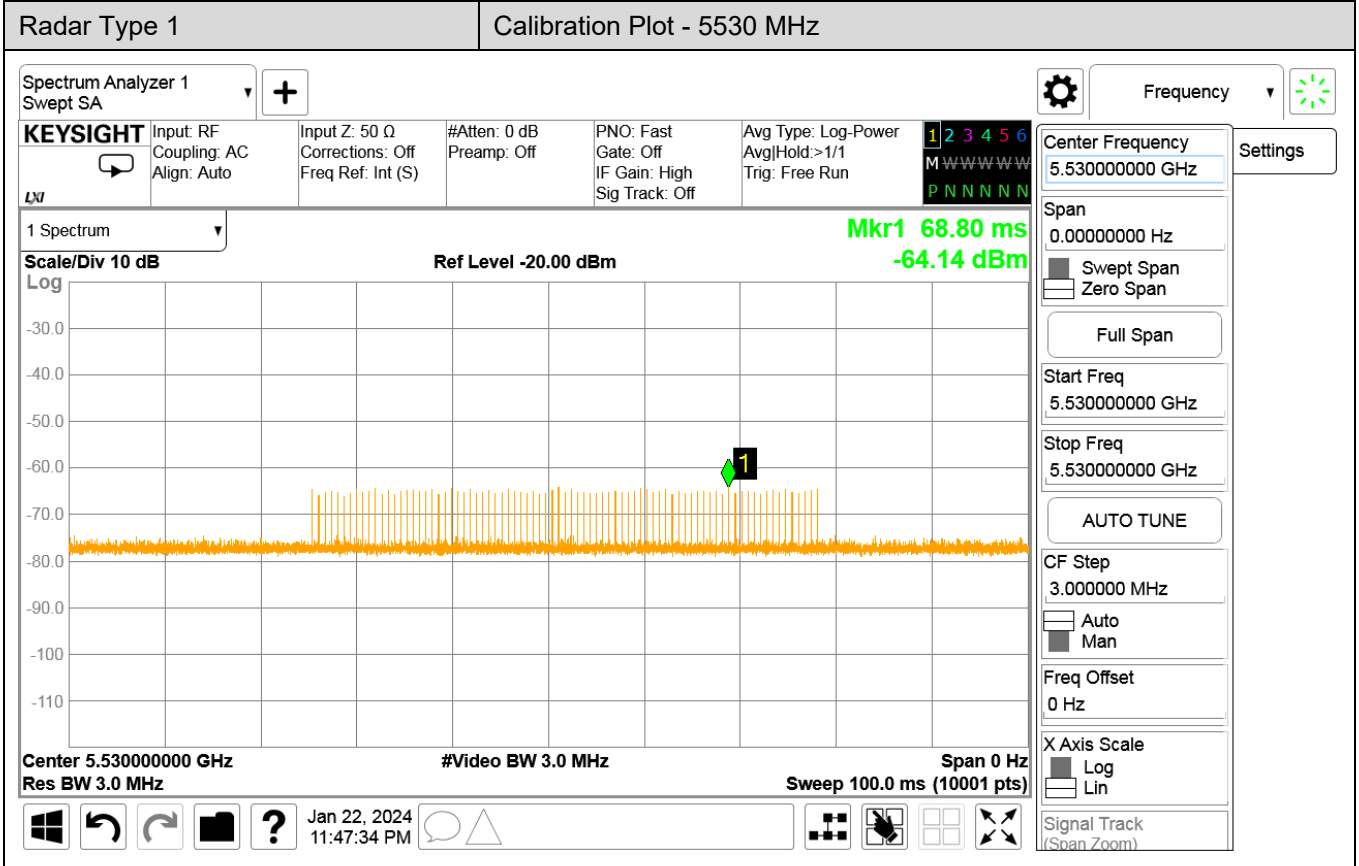 Radar Type 1
Calibration Plot - 5530 MHz
Spectrum Analyzer 1
Swept SA
Frequency
KEYSIGHT
LXI
Input: RF
Coupling: AC
Align: Auto
Input Z: 50 Ω
Corrections: Off
Freq Ref: Int (S)
#Atten: 0 dB
Preamp: Off
PNO: Fast
Gate: Off
IF Gain: High
Sig Track: Off
Avg Type: Log-Power
Avg|Hold:>1/1
Trig: Free Run
1 2 3 4 5 6
M W W W W W
P N N N N N
1 Spectrum
Mkr1 68.80 ms
-64.14 dBm
Scale/Div 10 dB
Ref Level -20.00 dBm
Log
-30.0
-40.0
-50.0
-60.0
-70.0
-80.0
-90.0
-100
-110
1
Center 5.530000000 GHz
#Video BW 3.0 MHz
Span 0 Hz
Res BW 3.0 MHz
Sweep 100.0 ms (10001 pts)
Jan 22, 2024
11:47:34 PM
?
Center Frequency
5.530000000 GHz
Settings
Span
0.00000000 Hz
Swept Span
Zero Span
Full Span
Start Freq
5.530000000 GHz
Stop Freq
5.530000000 GHz
AUTO TUNE
CF Step
3.000000 MHz
Auto
Man
Freq Offset
0 Hz
X Axis Scale
Log
Lin
Signal Track
(Span Zoom)